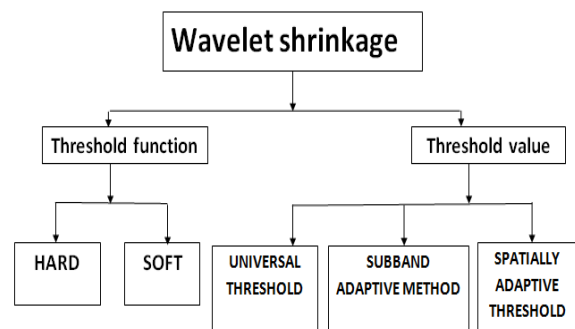 Wavelet shrinkage
Threshold function
Threshold value
HARD
SOFT
UNIVERSAL
THRESHOLD
SUBBAND
ADAPTIVE METHOD
SPATIALLY
ADAPTIVE
THRESHOLD